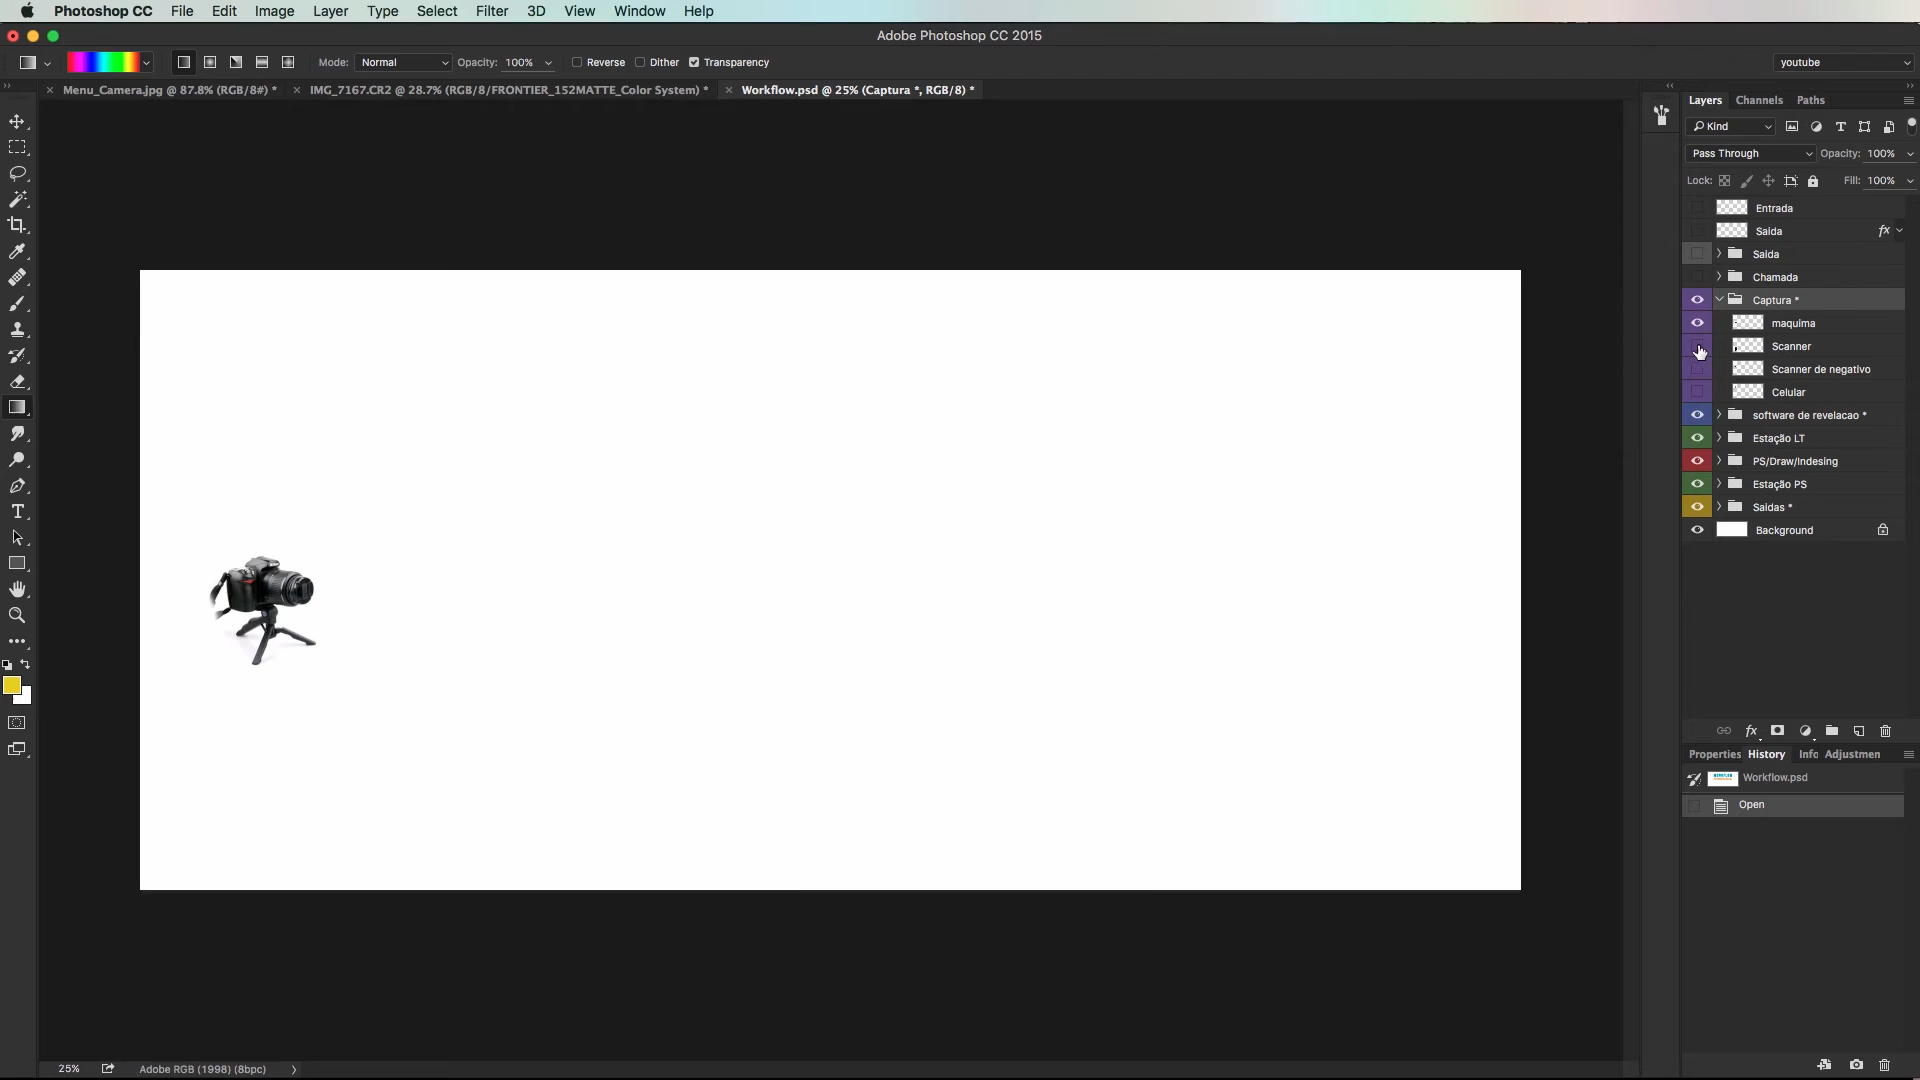 Photoshop CC File Edit Image Layer Type Select Filter 3D View Window Help
Adobe Photoshop CC 2015
Mode: Normal Opacity: 100% Reverse Dither Transparency youtube
Menu_Camera.jpg @ 87.8% (RGB/8#) * IMG_7167.CR2 @ 28.7% (RGB/8/FRONTIER_152MATTE_Color System) * Workflow.psd @ 25% (Captura *, RGB/8) *
Layers Channels Paths
Kind
Pass Through Opacity: 100%
Lock: Fill: 100%
Entrada
Saída fx
Saida
Chamada
Captura *
maquima
Scanner
Scanner de negativo
Celular
software de revelacao *
Estação LT
PS/Draw/Indesing
Estação PS
Saídas *
Background
fx
Properties History Info Adjustmen
Workflow.psd
Open
25% Adobe RGB (1998) (8bpc)